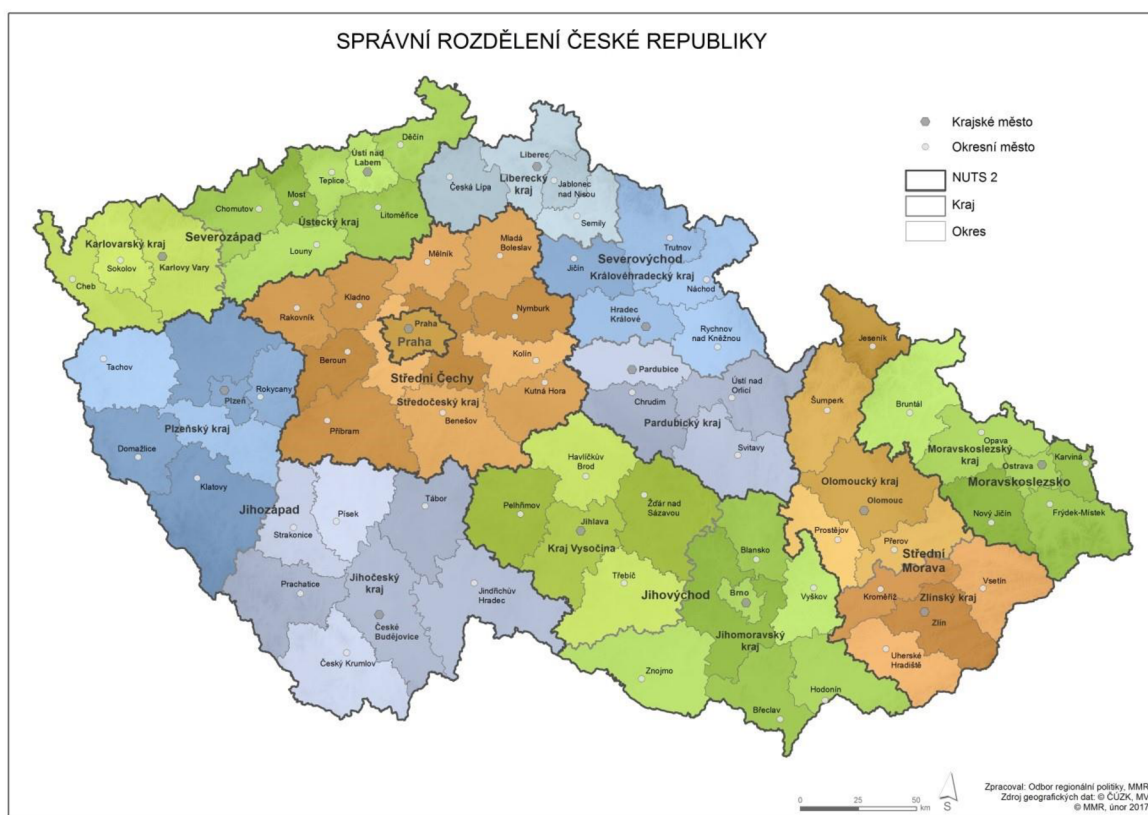 SPRÁVNÍ ROZDĚLENÍ ČESKÉ REPUBLIKY
Krajské město
Okresní město
NUTS 2
Kraj
Okres
Děčín
Ústí nad
Labem
Teplice
Most
Chomutov
Litoměřice
Ústecký kraj
Severozápad
Louny
Karlovarský kraj
Sokolov
Karlovy Vary
Cheb
Liberec
Liberecký
kraj
Česká Lípa
Jablonec
nad Nisou
Semily
Mladá
Boleslav
Mělník
Severovýchod
Trutnov
Jičín
Královéhradecký kraj
Náchod
Hradec
Králové
Rychnov
nad Kněžnou
Kladno
Rakovník
Nymburk
Praha
Praha
Beroun
Kolín
Střední Čechy
Kutná Hora
Středočeský kraj
Benešov
Příbram
Tachov
Plzeň
Rokycany
Plzeňský kraj
Domažlice
Klatovy
Pardubice
Chrudim
Ústí nad
Orlicí
Pardubický kraj
Svitavy
Jihozápad
Písek
Strakonice
Tábor
Prachatice
Jihočeský
kraj
Jindřichův
Hradec
České
Budějovice
Český Krumlov
Havlíčkův
Brod
Pelhřimov
Žďár nad
Sázavou
Jihlava
Kraj Vysočina
Třebíč
Jihovýchod
Blansko
Brno
Vyškov
Jihomoravský
kraj
Znojmo
Hodonín
Břeclav
Jeseník
Šumperk
Bruntál
Opava
Moravskoslezský
kraj
Ostrava
Karviná
Moravskoslezsko
Nový Jičín
Frýdek-Místek
Olomoucký kraj
Olomouc
Prostějov
Přerov
Střední
Morava
Vsetín
Kroměříž
Zlínský kraj
Zlín
Uherské
Hradiště
0 25 50
km
S
Zpracoval: Odbor regionální politiky, MMR
Zdroj geografických dat: © ČÚZK, MV
© MMR, únor 2017